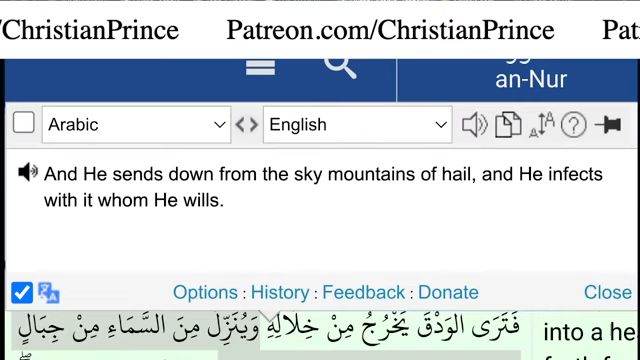 /ChristianPrince Patreon.com/ChristianPrince Pat
an-Nur
Arabic <> English
And He sends down from the sky mountains of hail, and He infects
with it whom He wills.
Options : History : Feedback : Donate Close
فَتَرَى الْوَدْقَ يَخْرُجُ مِنْ خِلَالِهِ وَيُنَزِّلُ مِنَ السَّمَاءِ مِنْ جِبَالٍ
into a he